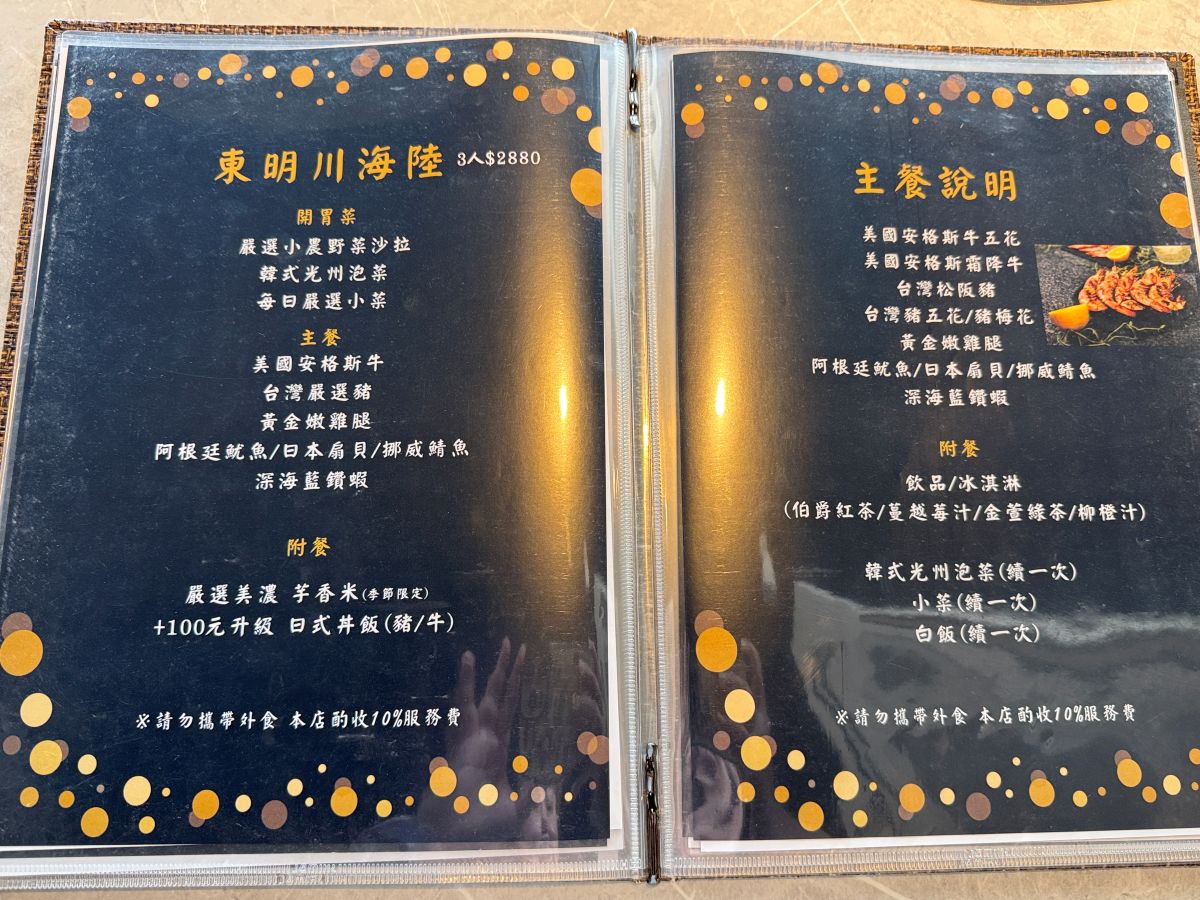 東明川海陸 3人$2880
開胃菜
嚴選小農野菜沙拉
韓式光州泡菜
每日嚴選小菜
主餐
美國安格斯牛
台灣嚴選豬
黃金嫩雞腿
阿根廷魷魚/日本扇貝/挪威鯖魚
深海藍鑽蝦
附餐
嚴選美濃 芋香米(季節限定)
+100元升級 日式丼飯(豬/牛)
※請勿攜帶外食 本店酌收10%服務費
主餐說明
美國安格斯牛五花
美國安格斯霜降牛
台灣松阪豬
台灣豬五花/豬梅花
黃金嫩雞腿
阿根廷魷魚/日本扇貝/挪威鯖魚
深海藍鑽蝦
附餐
飲品/冰淇淋
(伯爵紅茶/蔓越莓汁/金萱綠茶/柳橙汁)
韓式光州泡菜(續一次)
小菜(續一次)
白飯(續一次)
※請勿攜帶外食 本店酌收10%服務費